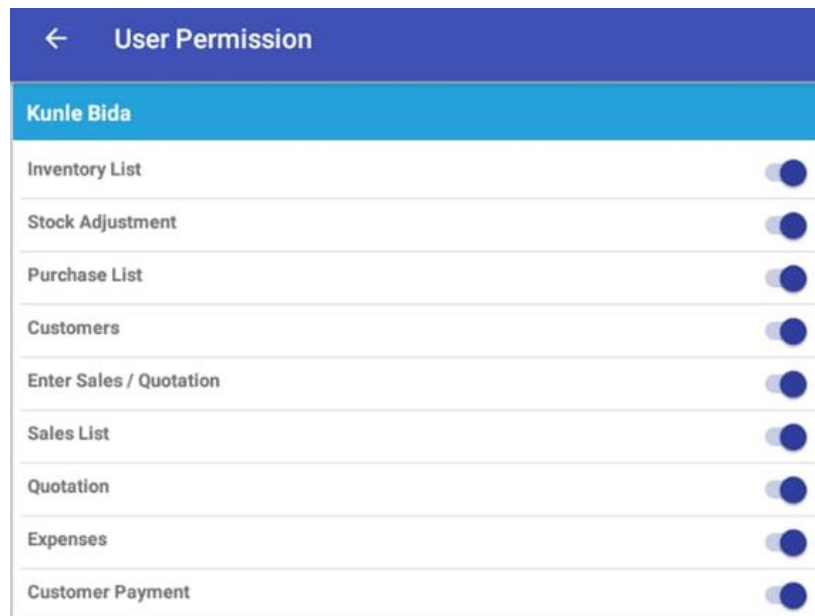 User Permission
Kunle Bida
Inventory List
Stock Adjustment
Purchase List
Customers
Enter Sales / Quotation
Sales List
Quotation
Expenses
Customer Payment